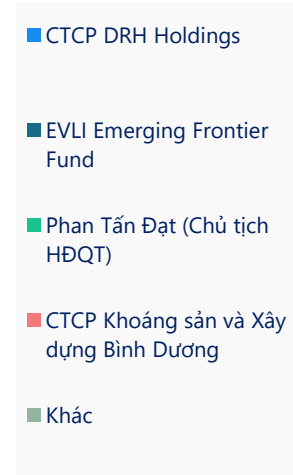 CTCP DRH Holdings
EVLI Emerging Frontier
Fund
Phan Tấn Đạt (Chủ tịch
HĐQT)
CTCP Khoáng sản và Xây
dựng Bình Dương
Khác